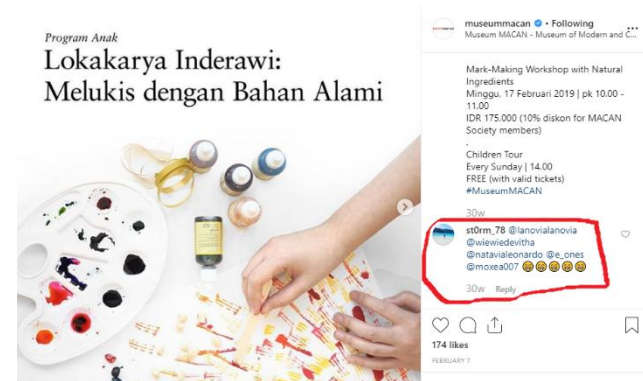 Program Anak
Lokakarya Inderawi:
Melukis dengan Bahan Alami
museummacan • Following
Museum MACAN - Museum of Modern and C...
Mark-Making Workshop with Natural
Ingredients
Minggu, 17 Februari 2019 | pk 10.00 -
11.00
IDR 175.000 (10% diskon for MACAN
Society members)
.
Children Tour
Every Sunday | 14.00
FREE (with valid tickets)
#MuseumMACAN
30w
st0rm_78 @lanovialanovia
@wiewiedevitha
@natavialeonardo @e_ones
@moxea007 😄😄😄😄😄
30w Reply
174 likes
FEBRUARY 7